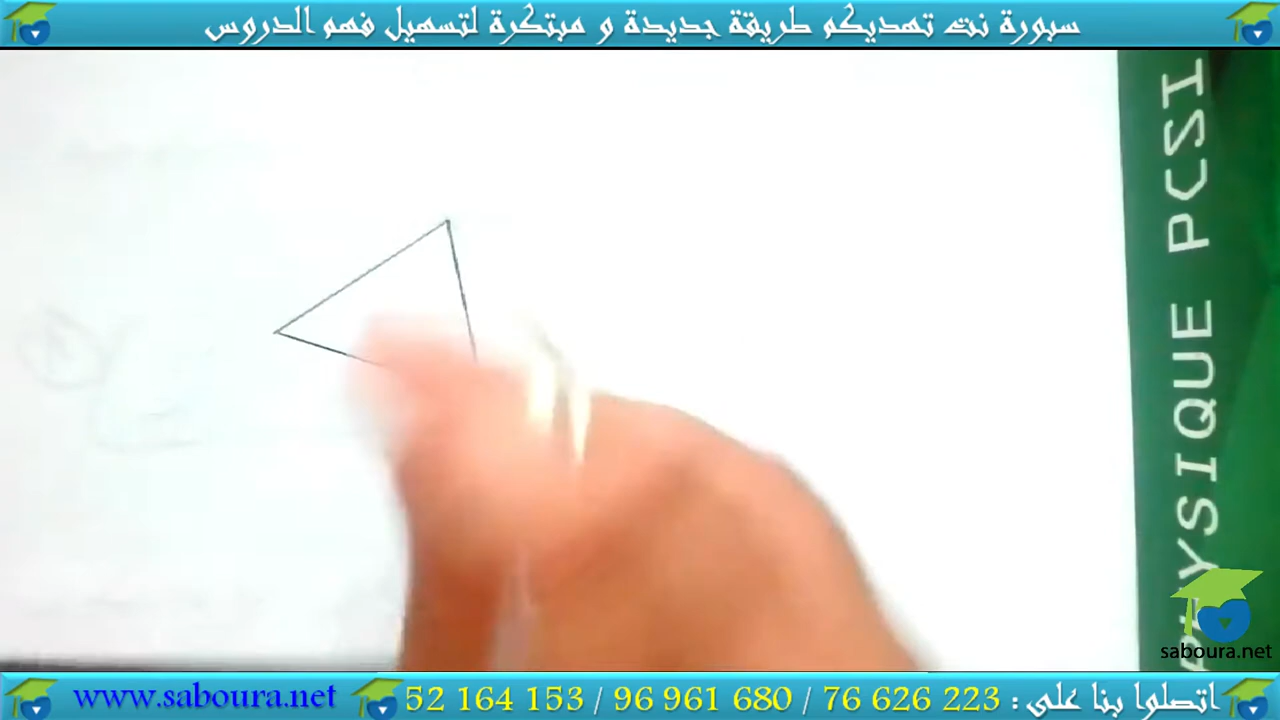 سبورة نت تهديكم طريقة جديدة و مبتكرة لتسهيل فهم الدروس
PHYSIQUE PCSI
saboura.net
اتصلوا بنا على : 52 164 153 / 96 961 680 / 76 626 223
www.saboura.net